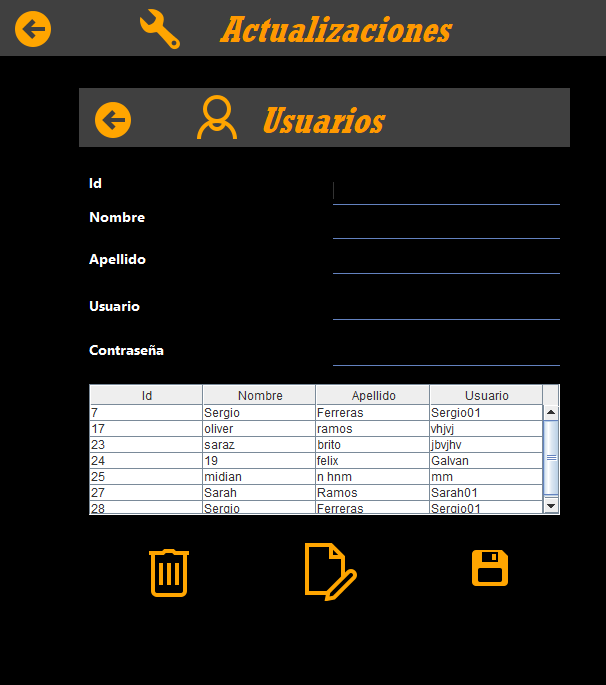 Actualizaciones
Usuarios
Id
Nombre
Apellido
Usuario
Contraseña
Id Nombre Apellido Usuario
7 Sergio Ferreras Sergio01
17 oliver ramos vhjvj
23 saraz brito jbvjhv
24 19 felix Galvan
25 midian n hnm mm
27 Sarah Ramos Sarah01
28 Sergio Ferreras Sergio01